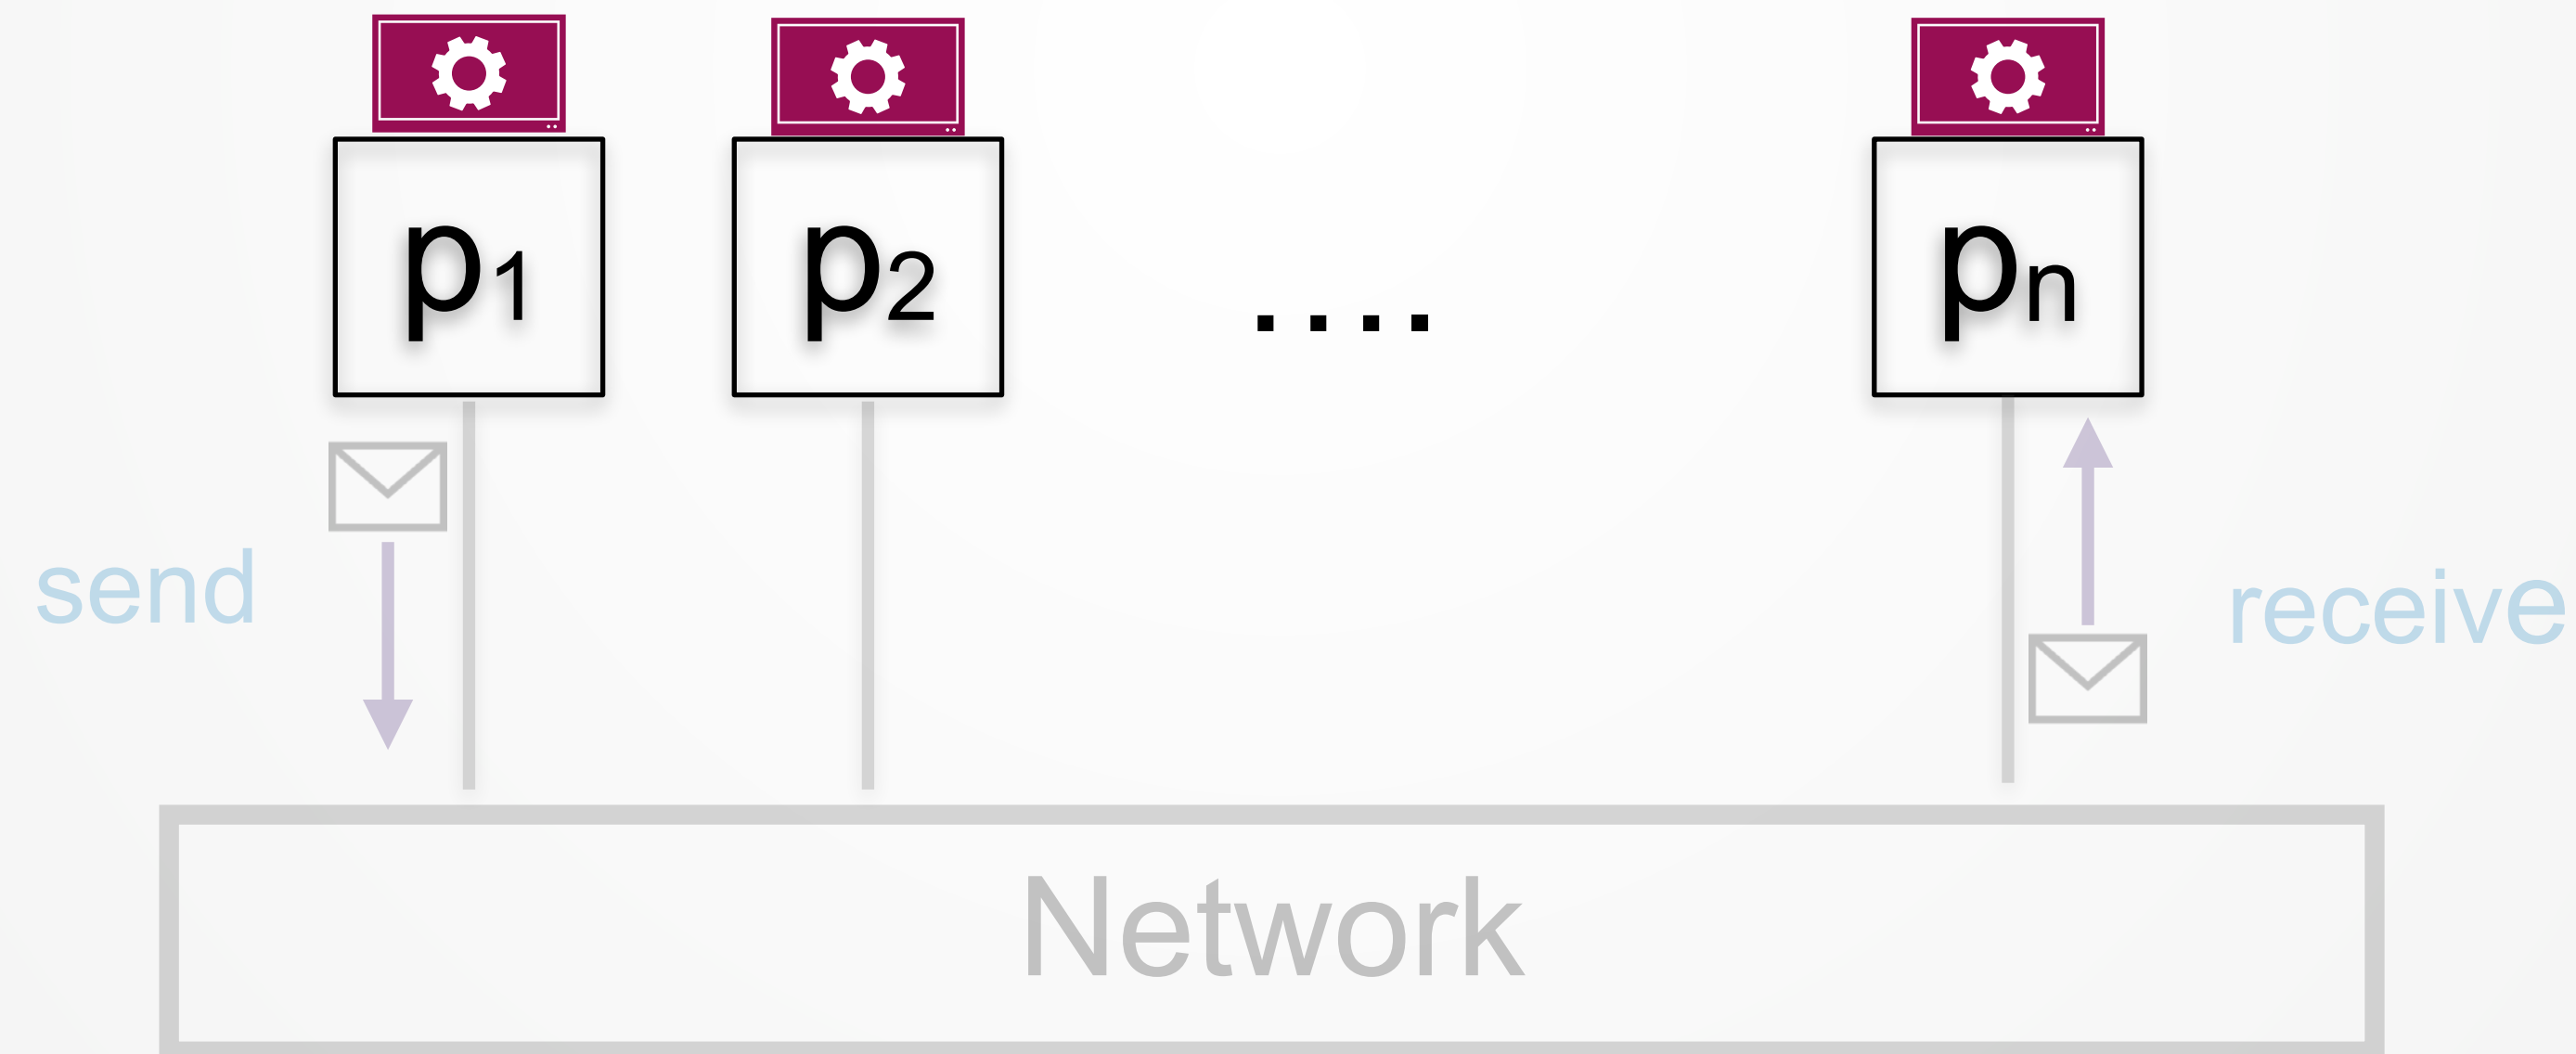 p1 p2 .... pn
send receive
Network